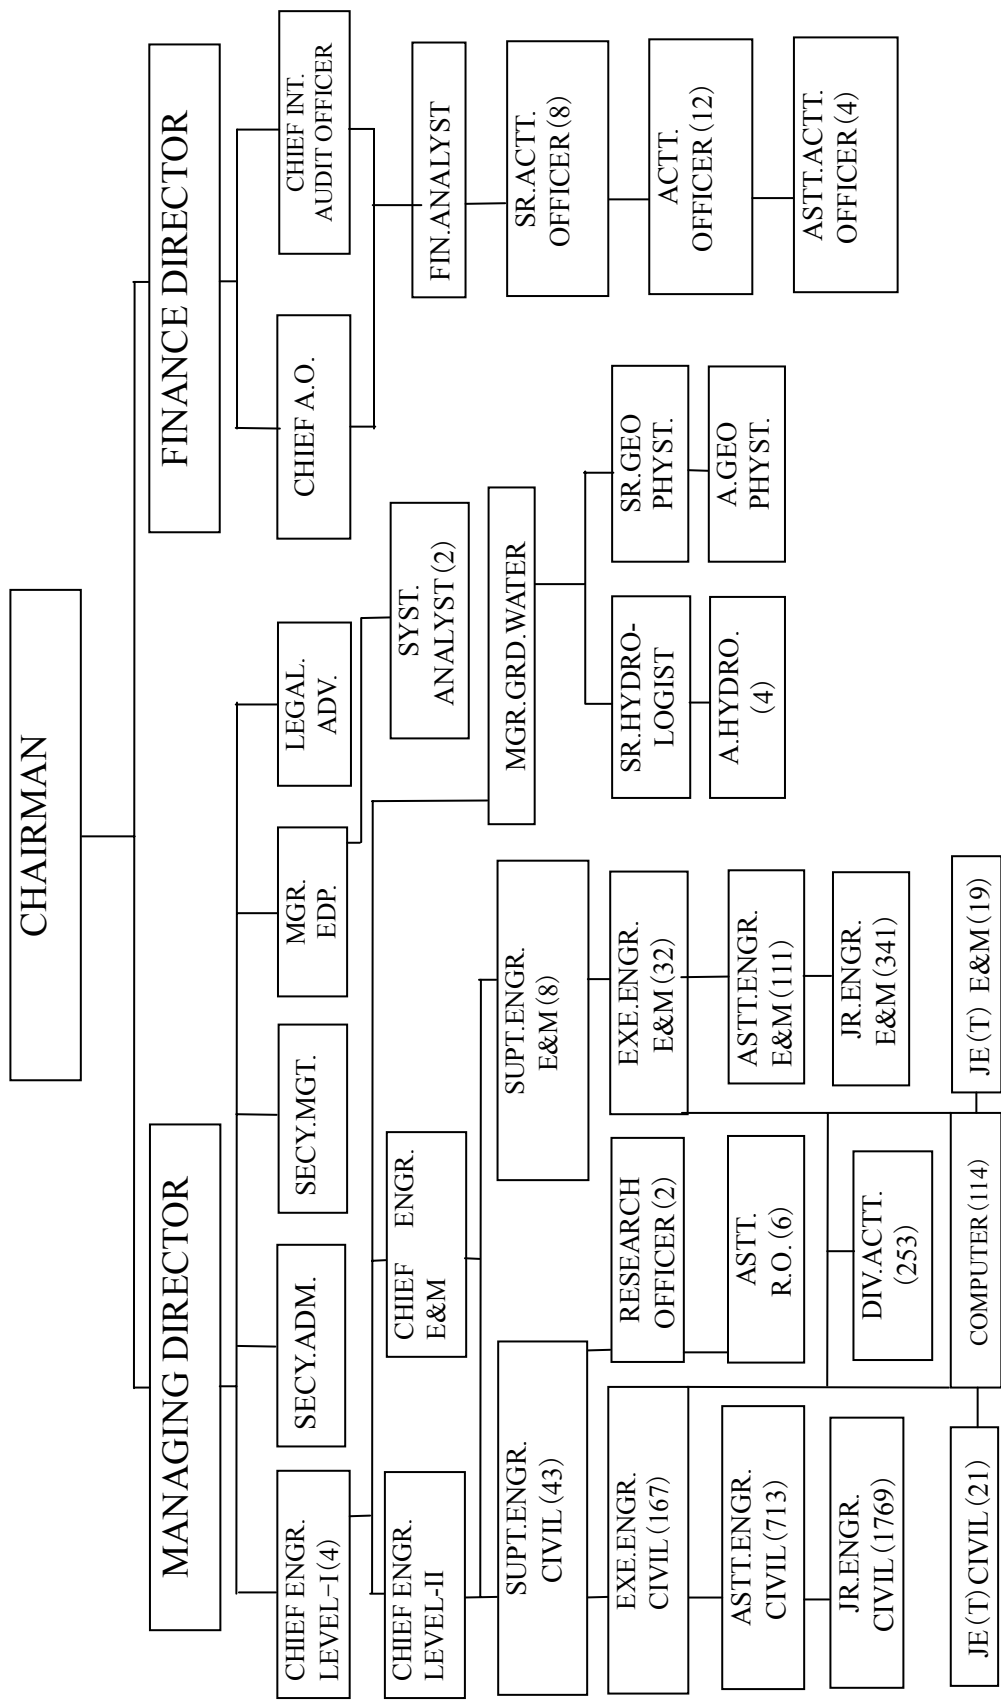 CHAIRMAN
MANAGING DIRECTOR
FINANCE DIRECTOR
CHIEF ENGR.
LEVEL-I(4)
SECY.ADM.
SECY.MGT.
MGR.
EDP.
LEGAL.
ADV.
CHIEF A.O.
CHIEF INT.
AUDIT OFFICER
CHIEF ENGR.
LEVEL-II
CHIEF ENGR.
E&M
SYST.
ANALYST(2)
FIN.ANALYST
MGR.GRD.WATER
SUPT.ENGR.
CIVIL(43)
SUPT.ENGR.
E&M(8)
SR.ACTT.
OFFICER(8)
EXE.ENGR.
CIVIL(167)
RESEARCH
OFFICER(2)
EXE.ENGR.
E&M(32)
SR.HYDRO-
LOGIST
SR.GEO
PHYST.
ACTT.
OFFICER(12)
ASTT.ENGR.
CIVIL(713)
ASTT.
R.O.(6)
ASTT.ENGR.
E&M(111)
A.HYDRO.
(4)
A.GEO
PHYST.
ASTT.ACTT.
OFFICER(4)
JR.ENGR.
CIVIL(1769)
DIV.ACTT.
(253)
JR.ENGR.
E&M(341)
JE(T) CIVIL(21)
COMPUTER(114)
JE(T) E&M(19)